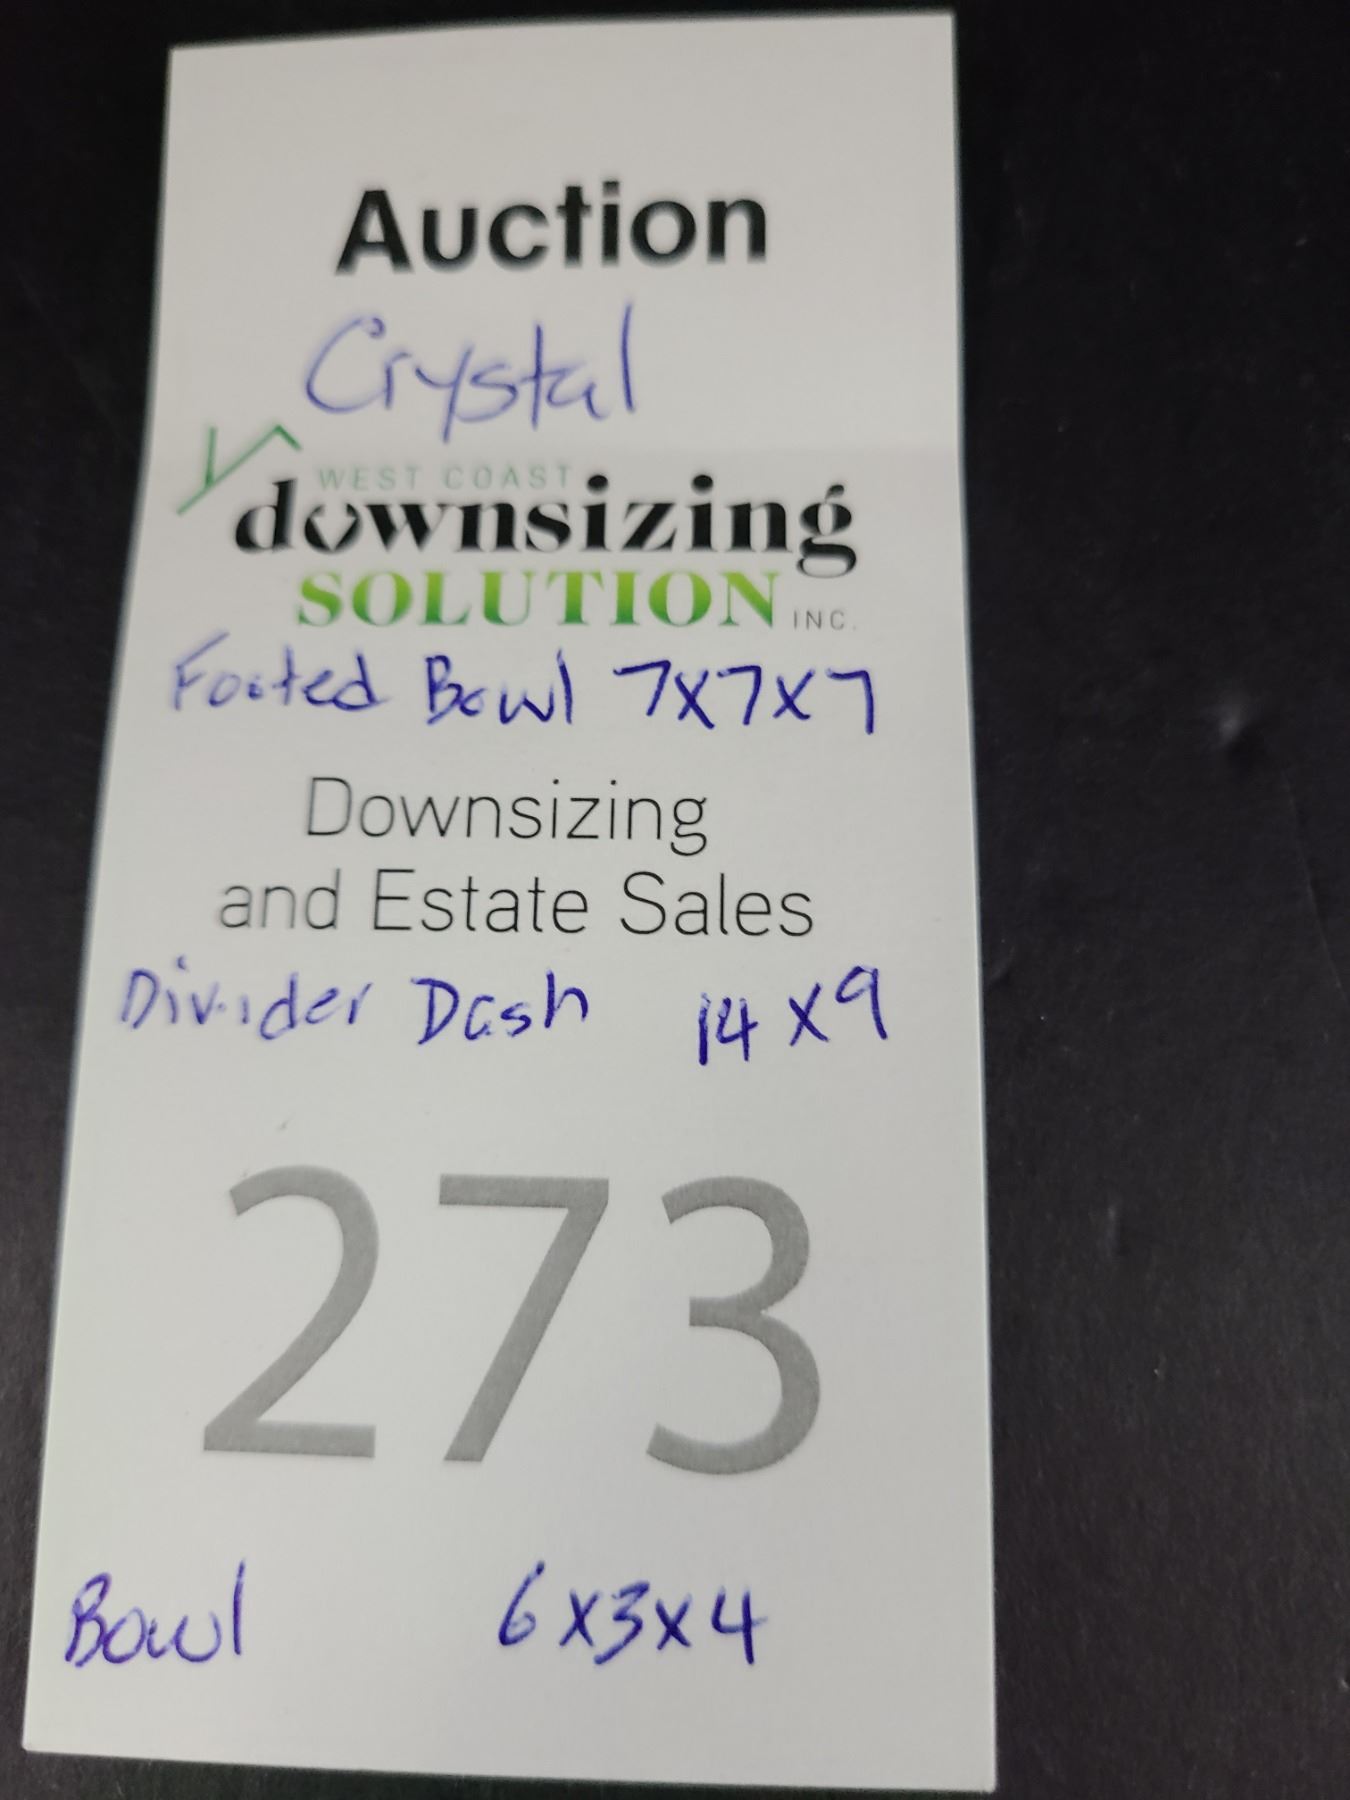 Auction
Crystal
WEST COAST
downsizing
SOLUTION INC.
Footed Bowl 7x7x7
Downsizing
and Estate Sales
Divider Dash 14x9
273
Bowl 6x3x4